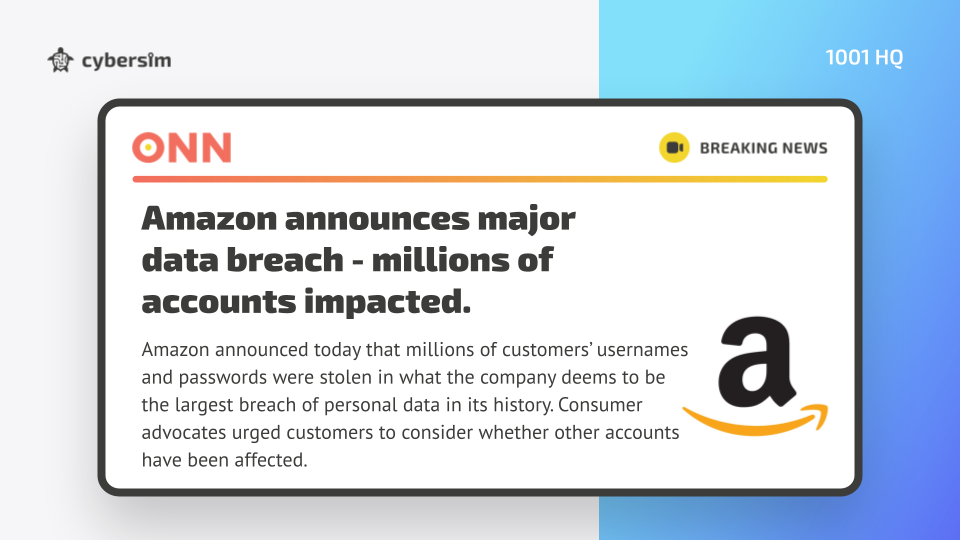 cybersim
1001 HQ
ONN
BREAKING NEWS
Amazon announces major
data breach - millions of
accounts impacted.
Amazon announced today that millions of customers’ usernames
and passwords were stolen in what the company deems to be
the largest breach of personal data in its history. Consumer
advocates urged customers to consider whether other accounts
have been affected.
a